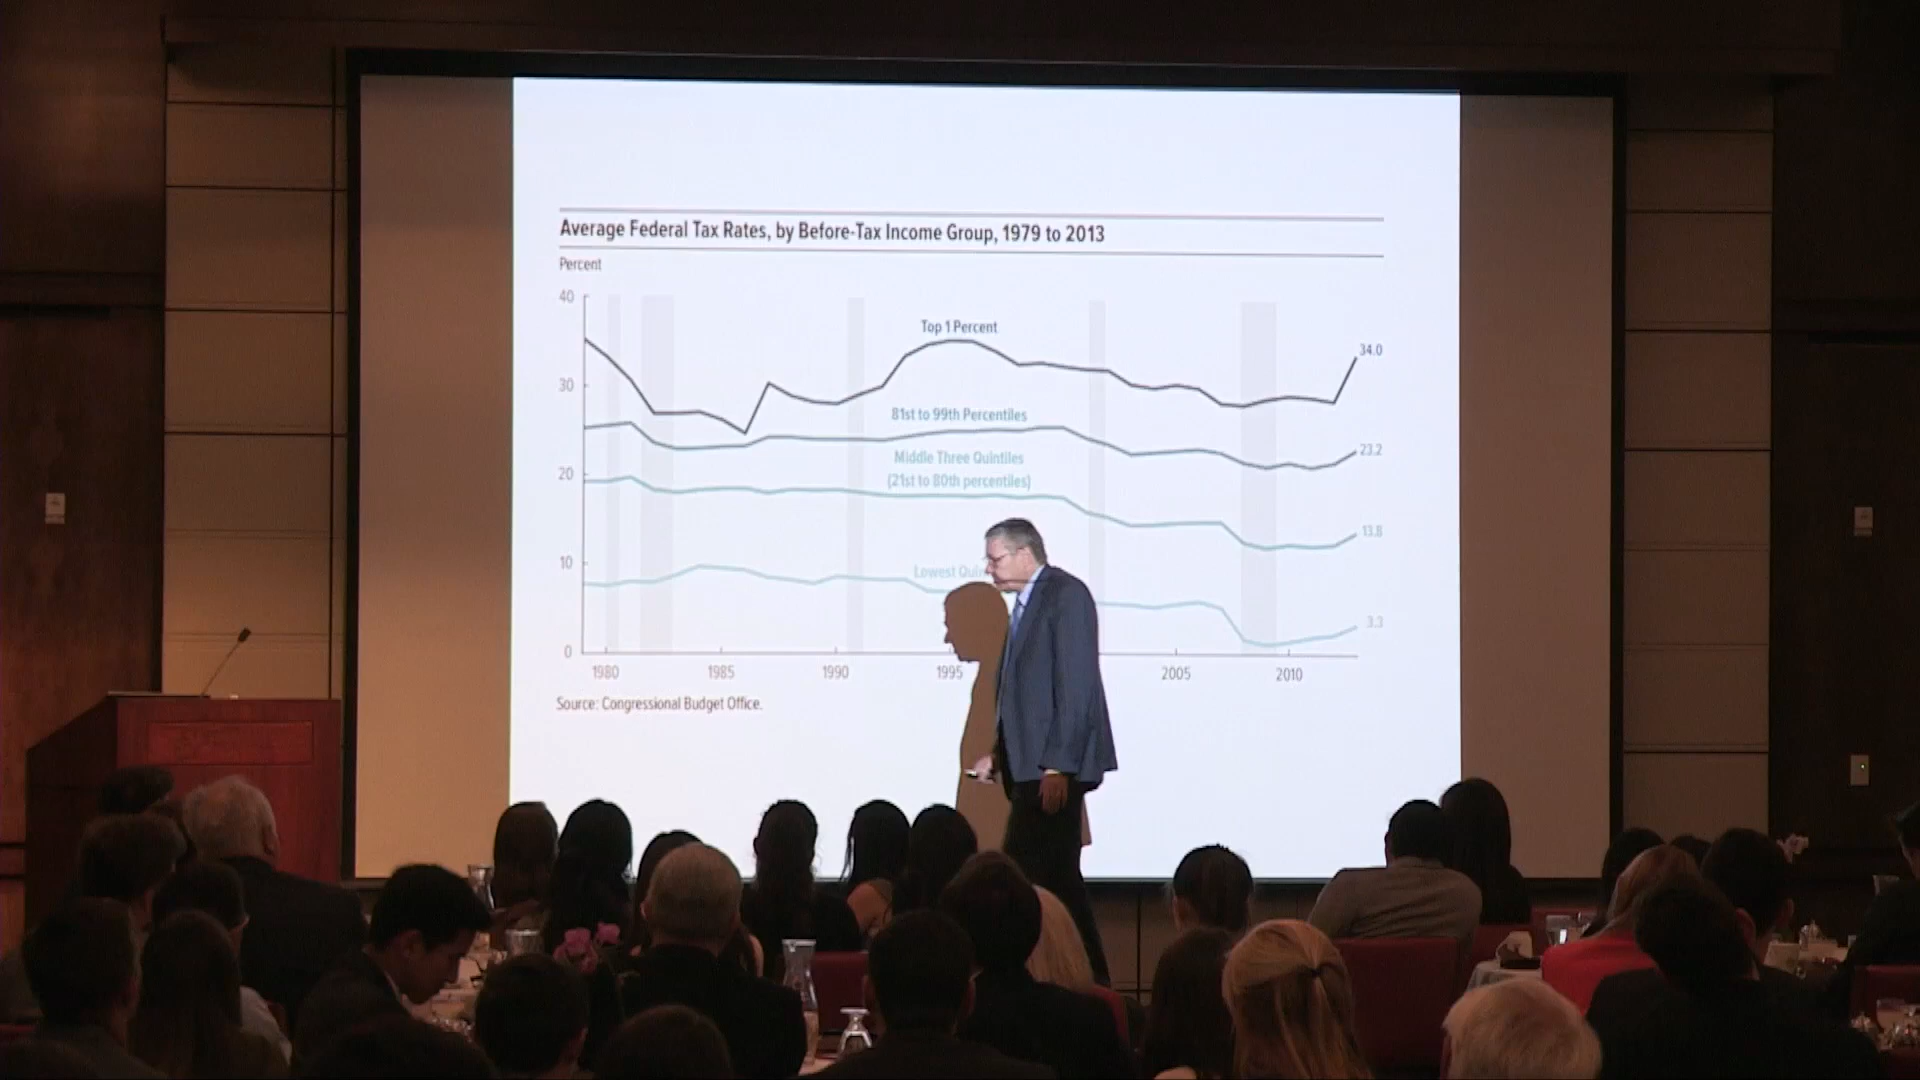 Average Federal Tax Rates, by Before-Tax Income Group, 1979 to 2013
Percent
40
Top 1 Percent
34.0
30
81st to 99th Percentiles
23.2
Middle Three Quintiles
20
(21st to 80th percentiles)
13.8
10
Lowest
3.3
0
1980
1985
1990
1995
2005
2010
Source: Congressional Budget Office.